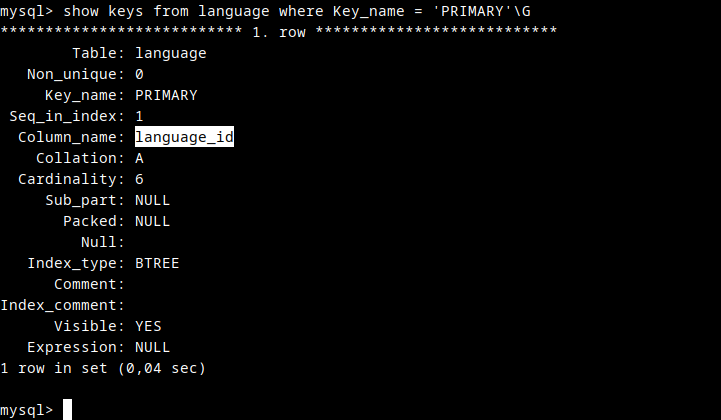 mysql> show keys from language where Key_name = 'PRIMARY'\G
*************************** 1. row ***************************
        Table: language
   Non_unique: 0
     Key_name: PRIMARY
 Seq_in_index: 1
  Column_name: language_id
    Collation: A
  Cardinality: 6
     Sub_part: NULL
       Packed: NULL
         Null:
   Index_type: BTREE
      Comment:
Index_comment:
      Visible: YES
   Expression: NULL
1 row in set (0,04 sec)
mysql>